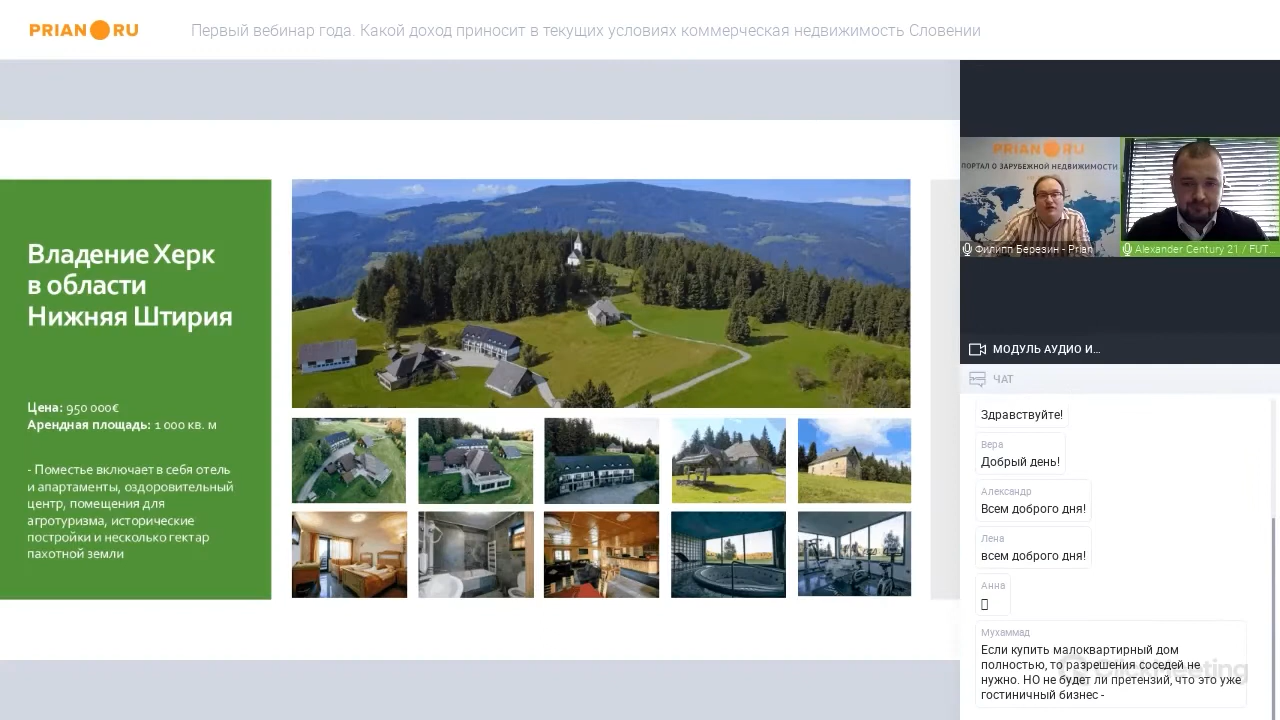 PRIAN RU
Первый вебинар года. Какой доход приносит в текущих условиях коммерческая недвижимость Словении
Владение Херк
в области
Нижняя Штирия
Цена: 950 000€
Арендная площадь: 1 000 кв. м
- Поместье включает в себя отель
и апартаменты, оздоровительный
центр, помещения для
агротуризма, исторические
постройки и несколько гектар
пахотной земли
PRIAN RU
ПОРТАЛ О ЗАРУБЕЖНОЙ НЕДВИЖИМОСТИ
Филипп Березин - Prian
Alexander Century 21 / FUT...
МОДУЛЬ АУДИО И...
ЧАТ
Здравствуйте!
Вера
Добрый день!
Александр
Всем доброго дня!
Лена
всем доброго дня!
Анна
Мухаммад
Если купить малоквартирный дом
полностью, то разрешения соседей не
нужно. НО не будет ли претензий, что это уже
гостиничный бизнес -
ClickMeeting